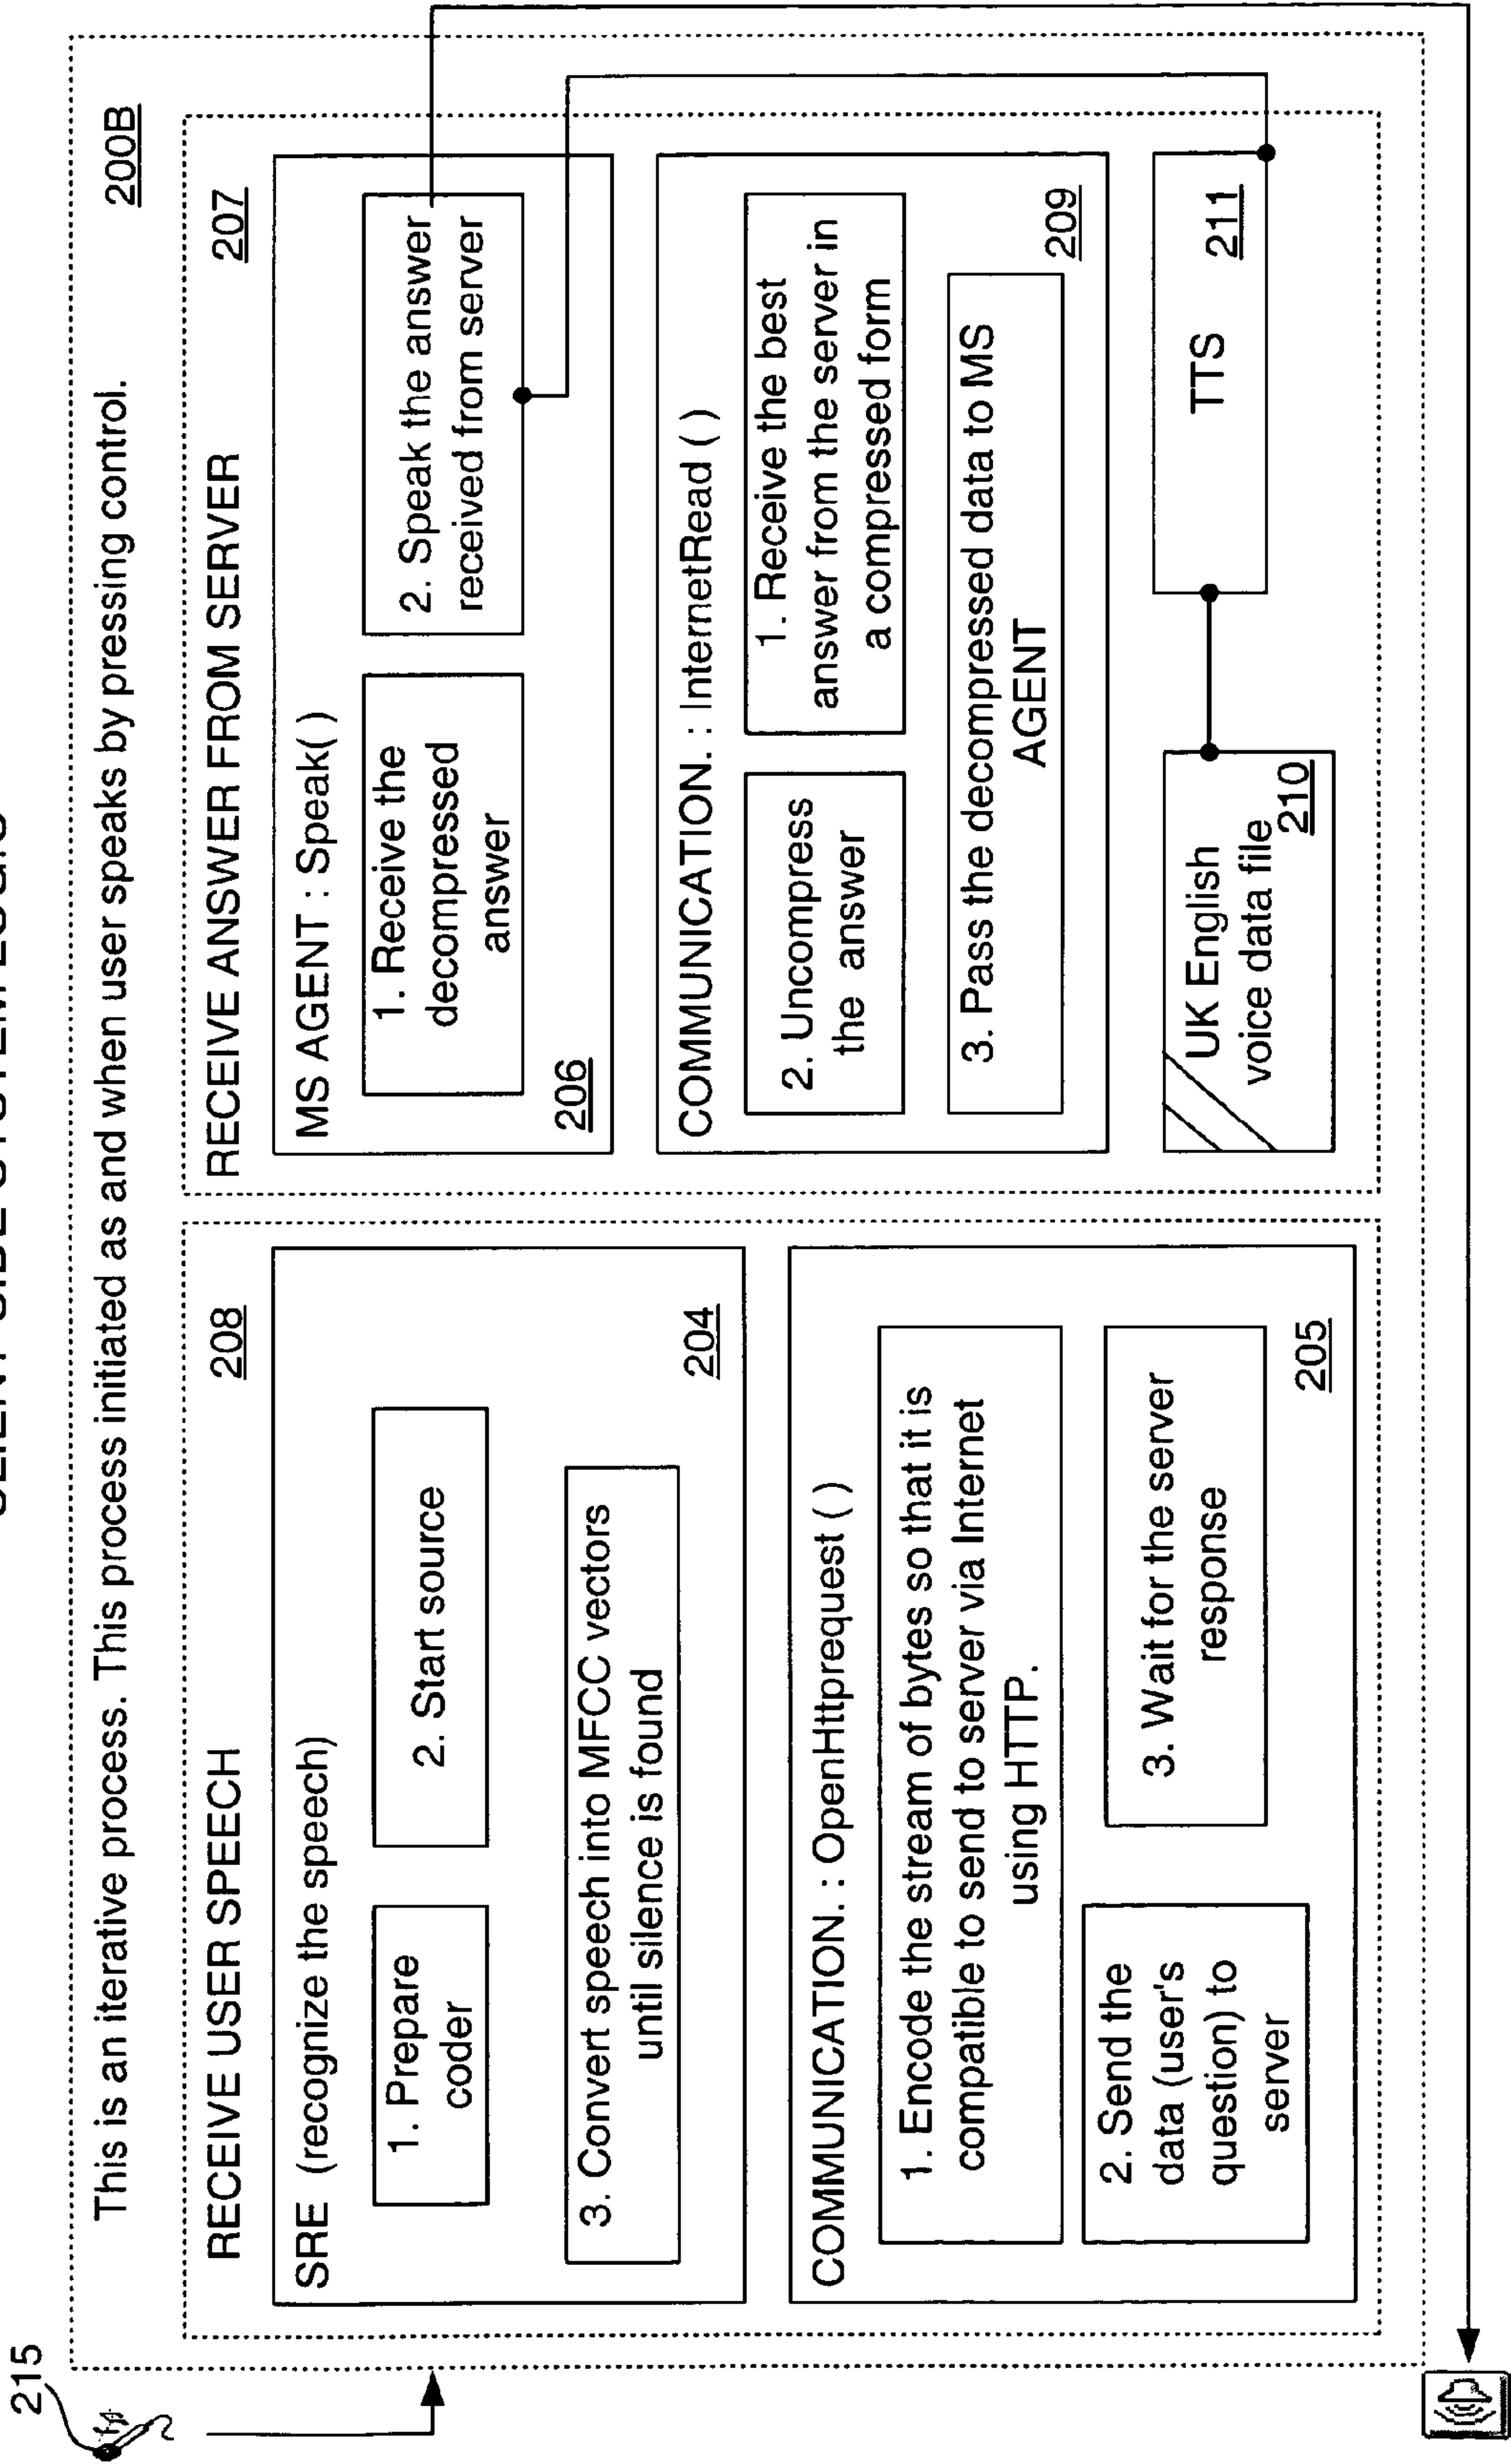 CLIENT SIDE SYSTEM LOGIC
215
This is an iterative process. This process initiated as and when user speaks by pressing control.
200B
RECEIVE USER SPEECH
208
SRE (recognize the speech)
1. Prepare
coder
2. Start source
3. Convert speech into MFCC vectors
until silence is found
204
COMMUNICATION. : OpenHttprequest ( )
1. Encode the stream of bytes so that it is
compatible to send to server via Internet
using HTTP.
2. Send the
data (user's
question) to
server
3. Wait for the server
response
205
RECEIVE ANSWER FROM SERVER
207
MS AGENT : Speak( )
1. Receive the
decompressed
answer
2. Speak the answer
received from server
206
COMMUNICATION. : InternetRead ( )
2. Uncompress
the answer
1. Receive the best
answer from the server in
a compressed form
3. Pass the decompressed data to MS
AGENT
209
UK English
voice data file
210
TTS
211